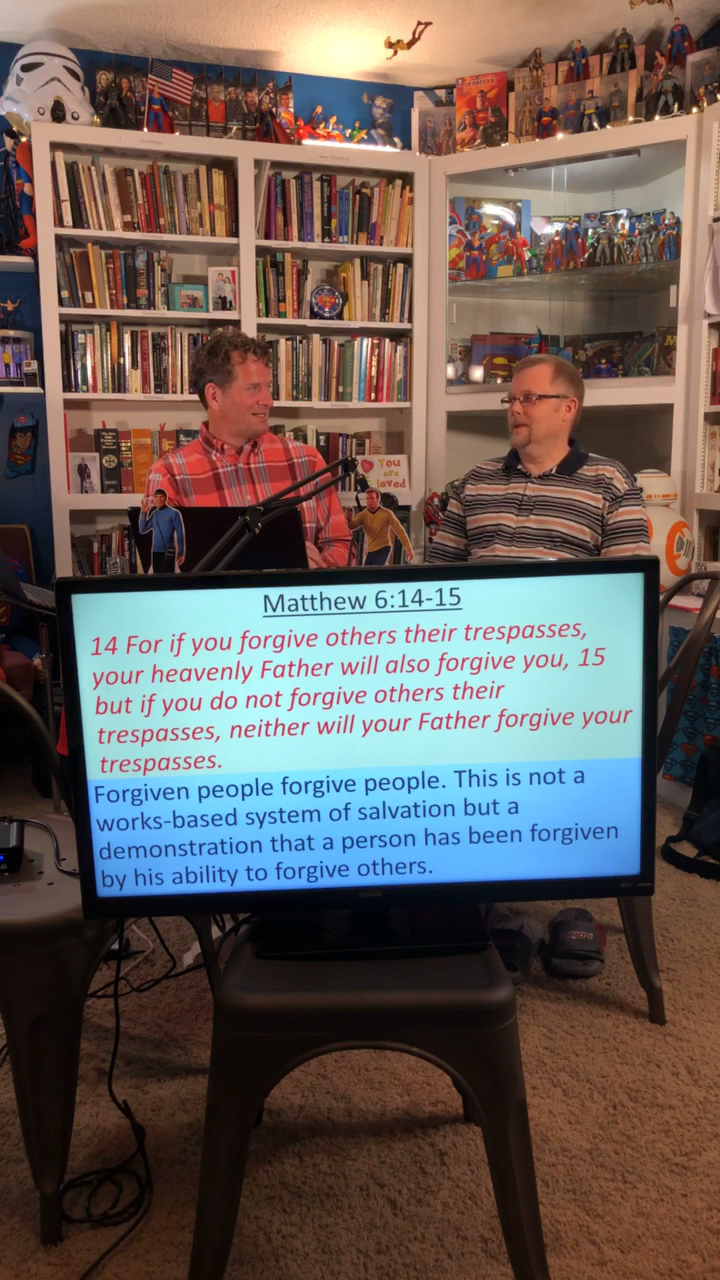 You
are
loved
Matthew 6:14-15
14 For if you forgive others their trespasses,
your heavenly Father will also forgive you, 15
but if you do not forgive others their
trespasses, neither will your Father forgive your
trespasses.
Forgiven people forgive people. This is not a
works-based system of salvation but a
demonstration that a person has been forgiven
by his ability to forgive others.